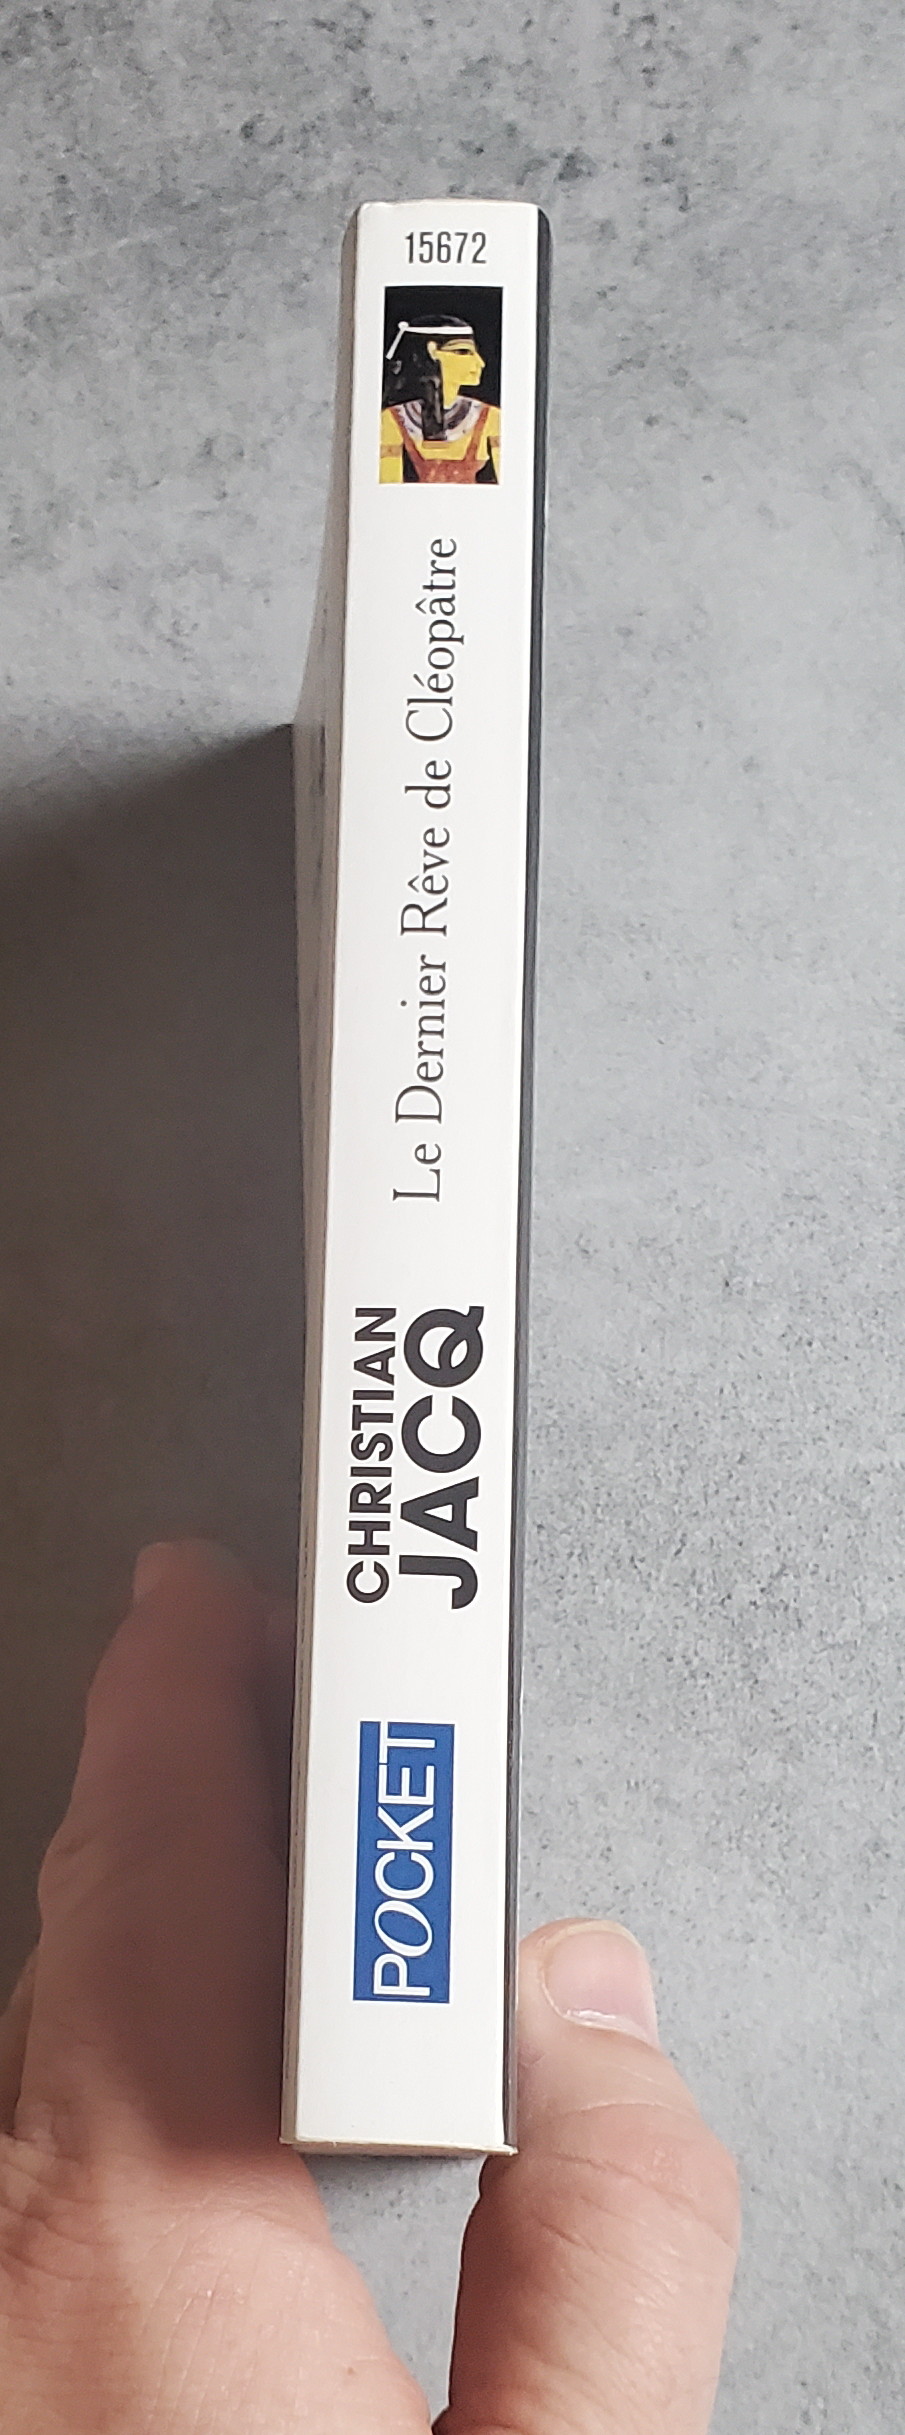 15672
Le Dernier Rêve de Cléopâtre
CHRISTIAN
JACQ
POCKET